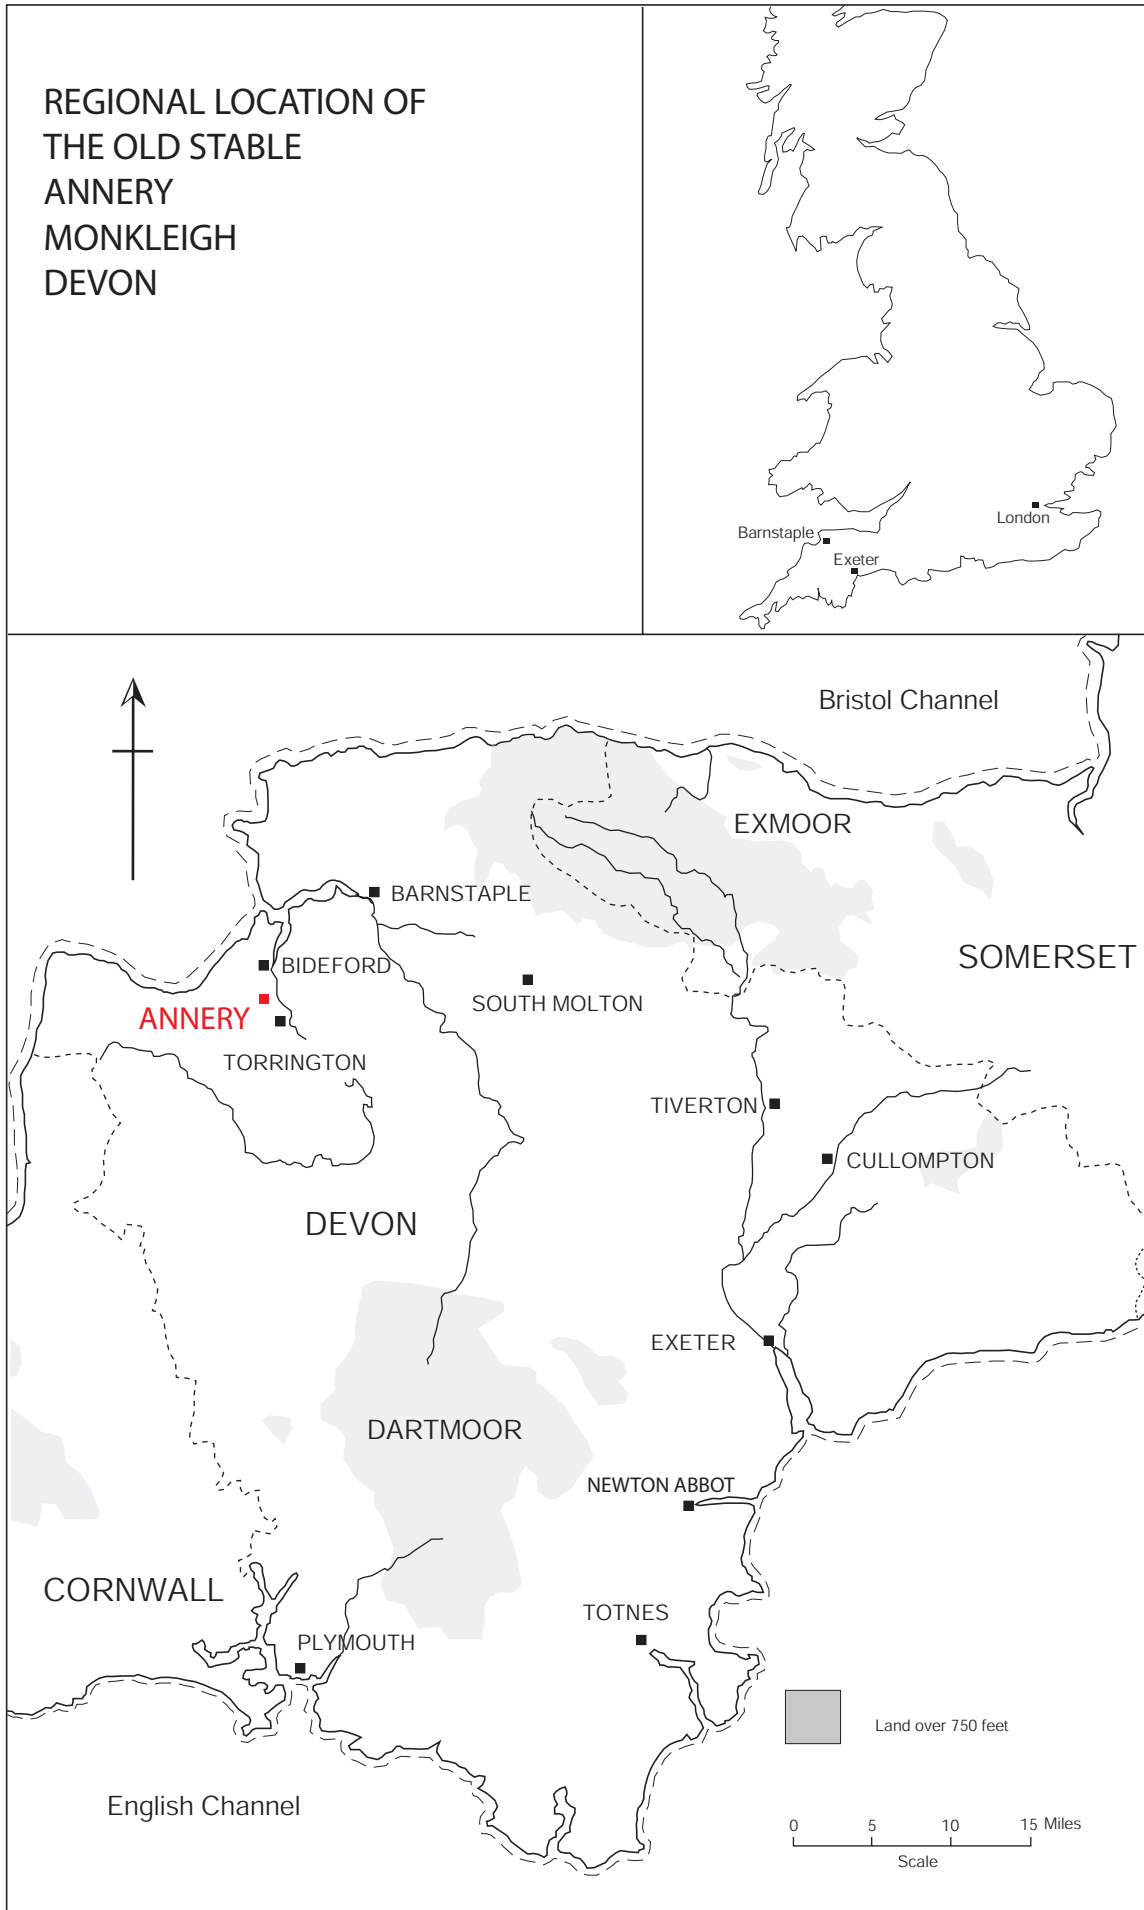 REGIONAL LOCATION OF
THE OLD STABLE
ANNERY
MONKLEIGH
DEVON
London
Barnstaple
Exeter
Bristol Channel
EXMOOR
BARNSTAPLE
SOMERSET
BIDEFORD
SOUTH MOLTON
ANNERY
TORRINGTON
TIVERTON
CULLOMPTON
DEVON
EXETER
DARTMOOR
NEWTON ABBOT
CORNWALL
TOTNES
PLYMOUTH
Land over 750 feet
English Channel
0 5 10 15 Miles
Scale